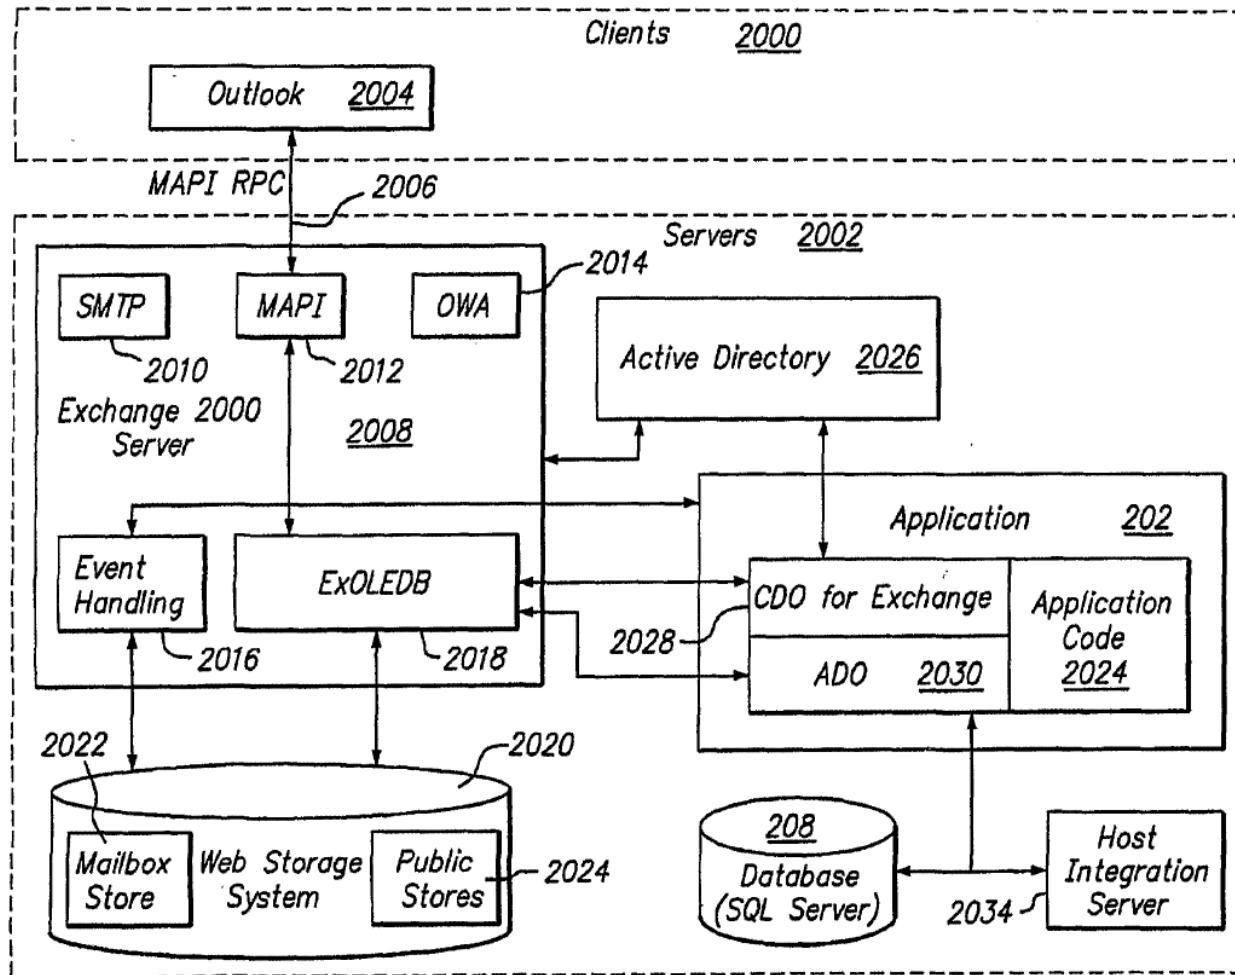 Clients 2000
Outlook 2004
MAPI RPC
2006
Servers 2002
2014
SMTP
MAPI
OWA
2010
2012
Exchange 2000
Server
2008
Active Directory 2026
Application 202
Event
Handling
ExOLEDB
CDO for Exchange
Application
Code
2024
2016
2018
2028
ADO 2030
2022
2020
Mailbox
Store
Web Storage
System
Public
Stores
2024
208
Database
(SQL Server)
Host
Integration
Server
2034